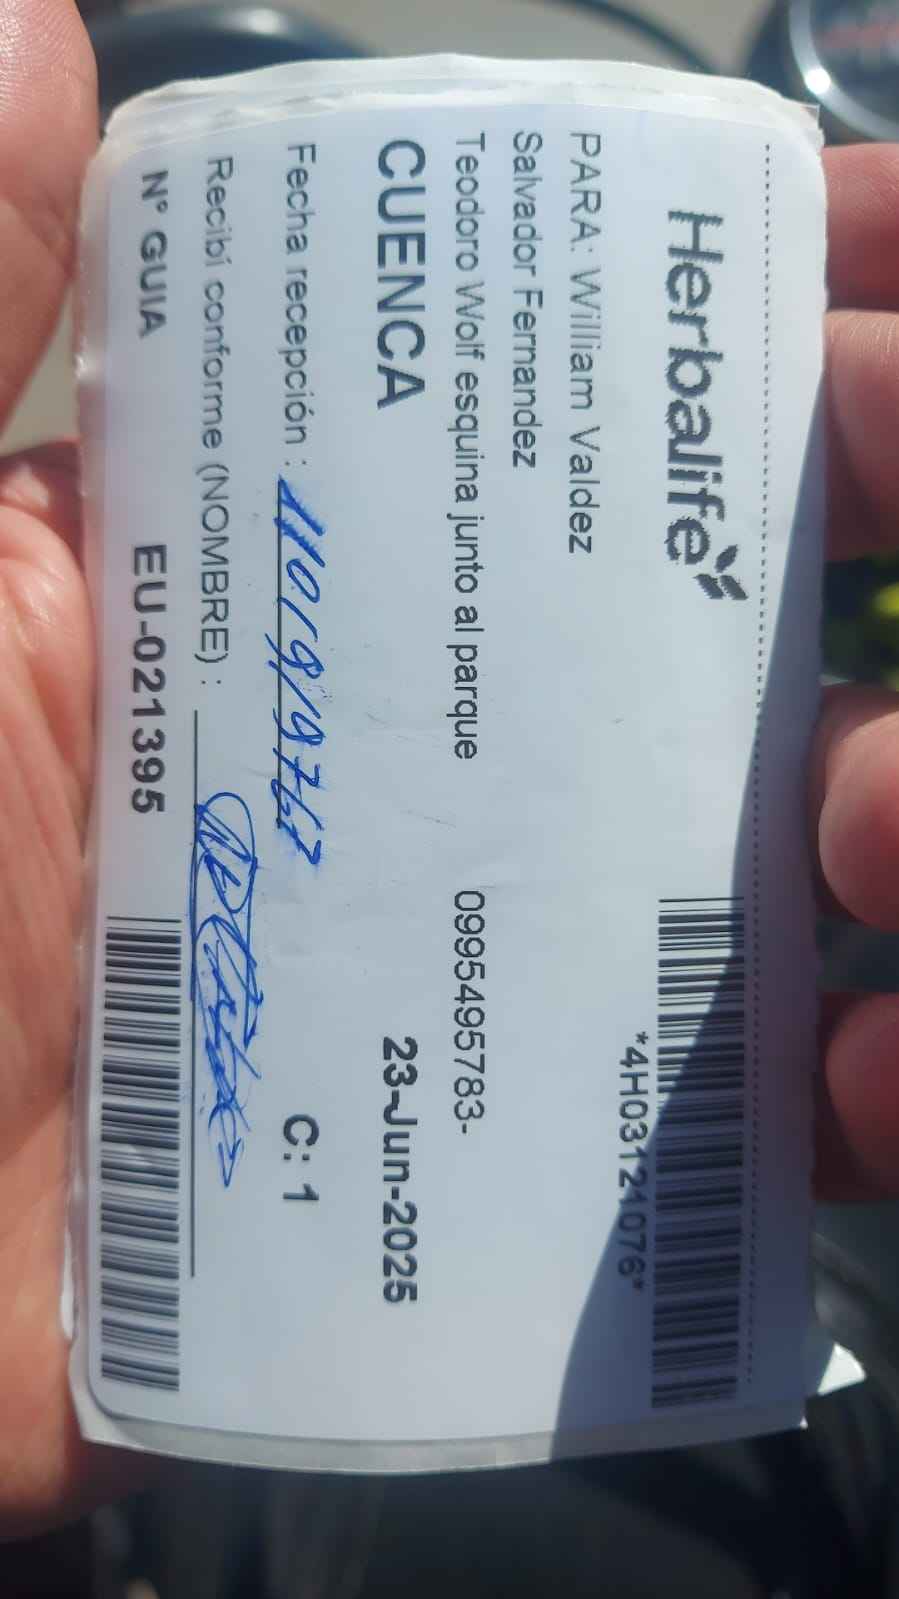 Herbalife
*4H03121076*
PARA: William Valdez
Salvador Fernandez
Teodoro Wolf esquina junto al parque 0995495783-
CUENCA 23-Jun-2025
Fecha recepción : C: 1
Recibí conforme (NOMBRE) :
N° GUIA EU-021395